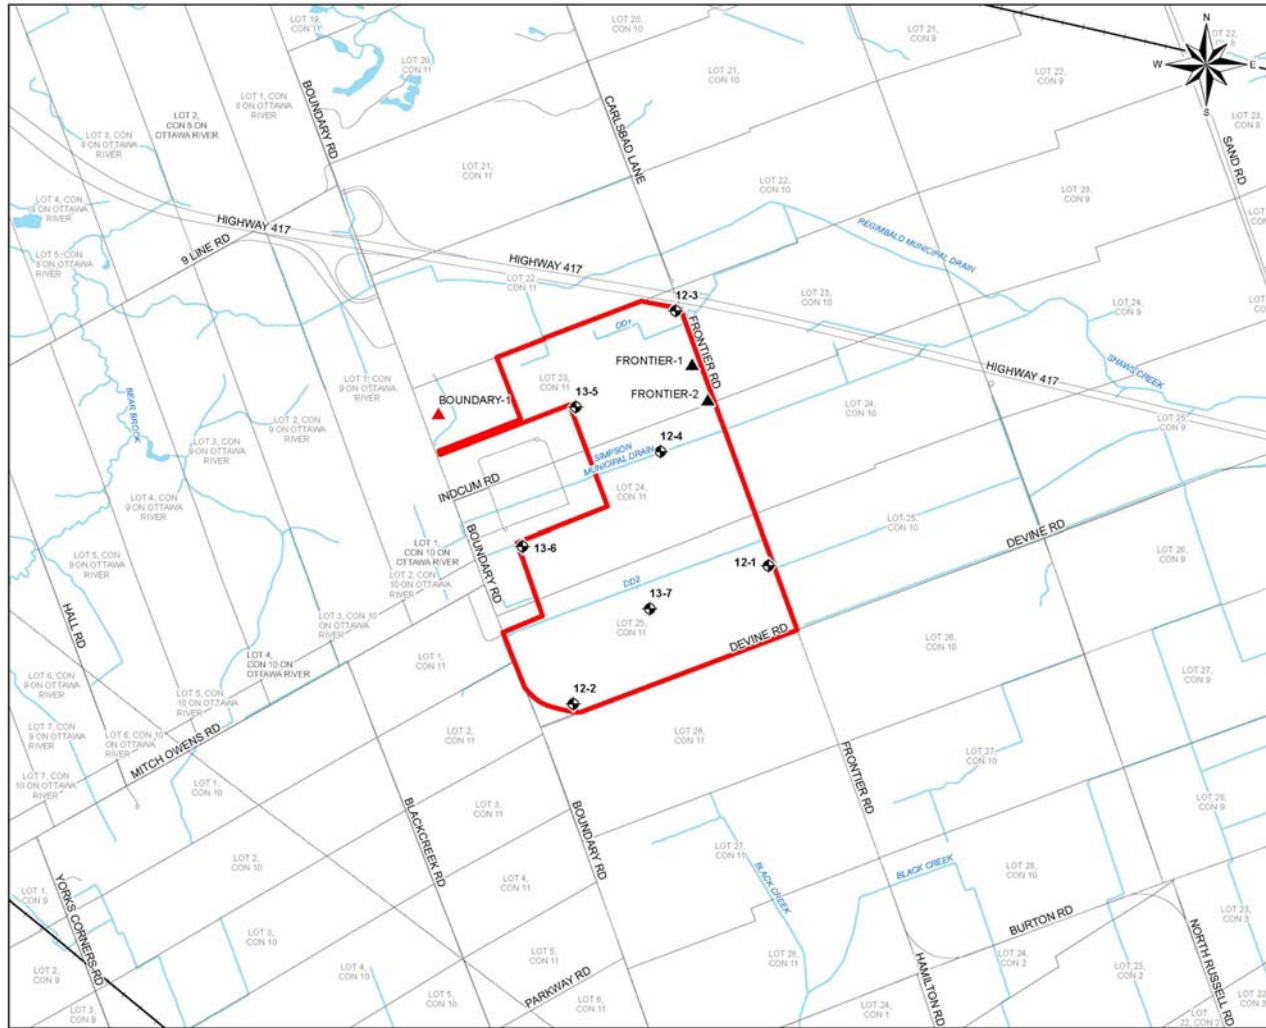 LOT 19,
CON 11
LOT 20,
CON 10
LOT 21,
CON 9
N
W
E
S
LOT 22,
CON 8
LOT 20,
CON 11
LOT 21,
CON 10
LOT 22,
CON 9
LOT 1, CON
8 ON OTTAWA
RIVER
LOT 2,
CON 8 ON
OTTAWA RIVER
BOUNDARY RD
CARLSBAD LANE
LOT 23,
CON 8
SAND RD
LOT 3, CON
8 ON OTTAWA
RIVER
LOT 21,
CON 11
LOT 22,
CON 10
LOT 23,
CON 9
LOT 4, CON
8 ON OTTAWA
RIVER
HIGHWAY 417
9 LINE RD
REGIMBALD MUNICIPAL DRAIN
LOT 5, CON
8 ON OTTAWA
RIVER
HIGHWAY 417
LOT 22
CON 11
12-3
LOT 23,
CON 10
LOT 24,
CON 9
DD1
FRONTIER RD
FRONTIER-1
SHAWS CREEK
HIGHWAY 417
LOT 1, CON
9 ON OTTAWA
RIVER
LOT 23,
CON 11
13-5
FRONTIER-2
BOUNDARY-1
LOT 24,
CON 10
BEAR BROOK
LOT 2, CON
9 ON OTTAWA
RIVER
LOT 25,
CON 9
12-4
LOT 3, CON
9 ON OTTAWA
RIVER
SIMPSON
MUNICIPAL DRAIN
INDCUM RD
LOT 24,
CON 11
LOT 4, CON
9 ON OTTAWA
RIVER
LOT 25,
CON 10
DEVINE RD
LOT 1,
CON 10 ON
OTTAWA RIVER
BOUNDARY RD
13-6
LOT 5, CON
9 ON OTTAWA
RIVER
12-1
LOT 26,
CON 9
LOT 2, CON
10 ON OTTAWA
RIVER
DD2
13-7
HALL RD
LOT 3, CON
10 ON OTTAWA
RIVER
LOT 25,
CON 11
DEVINE RD
LOT 26,
CON 10
LOT 4,
CON 10 ON
OTTAWA RIVER
LOT 1,
CON 11
LOT 6, CON
9 ON OTTAWA
RIVER
LOT 27,
CON 9
LOT 5, CON
10 ON OTTAWA
RIVER
12-2
LOT 7, CON
9 ON OTTAWA
RIVER
LOT 6, CON
10 ON OTTAWA
RIVER
LOT 2,
CON 11
LOT 26,
CON 11
MITCH OWENS RD
LOT 27,
CON 10
FRONTIER RD
LOT 7, CON
10 ON OTTAWA
RIVER
LOT 1,
CON 10
BLACKCREEK RD
LOT 3,
CON 11
BOUNDARY RD
LOT 28,
CON 9
LOT 27,
CON 11
LOT 2,
CON 10
BLACK CREEK
BLACK CREEK
LOT 28,
CON 10
LOT 1,
CON 9
YORKS CORNERS RD
LOT 4,
CON 11
LOT 23,
CON 3
BURTON RD
NORTH RUSSELL RD
LOT 3,
CON 10
LOT 5,
CON 11
LOT 28,
CON 11
LOT 24,
CON 2
LOT 23,
CON 2
HAMILTON RD
LOT 2,
CON 9
LOT 4,
CON 10
PARKWAY RD
LOT 5,
CON 10
LOT 6,
CON 11
LOT 24,
CON 1
LOT 3,
CON 9
LOT
22, CON 2
LOT 22
CON 3